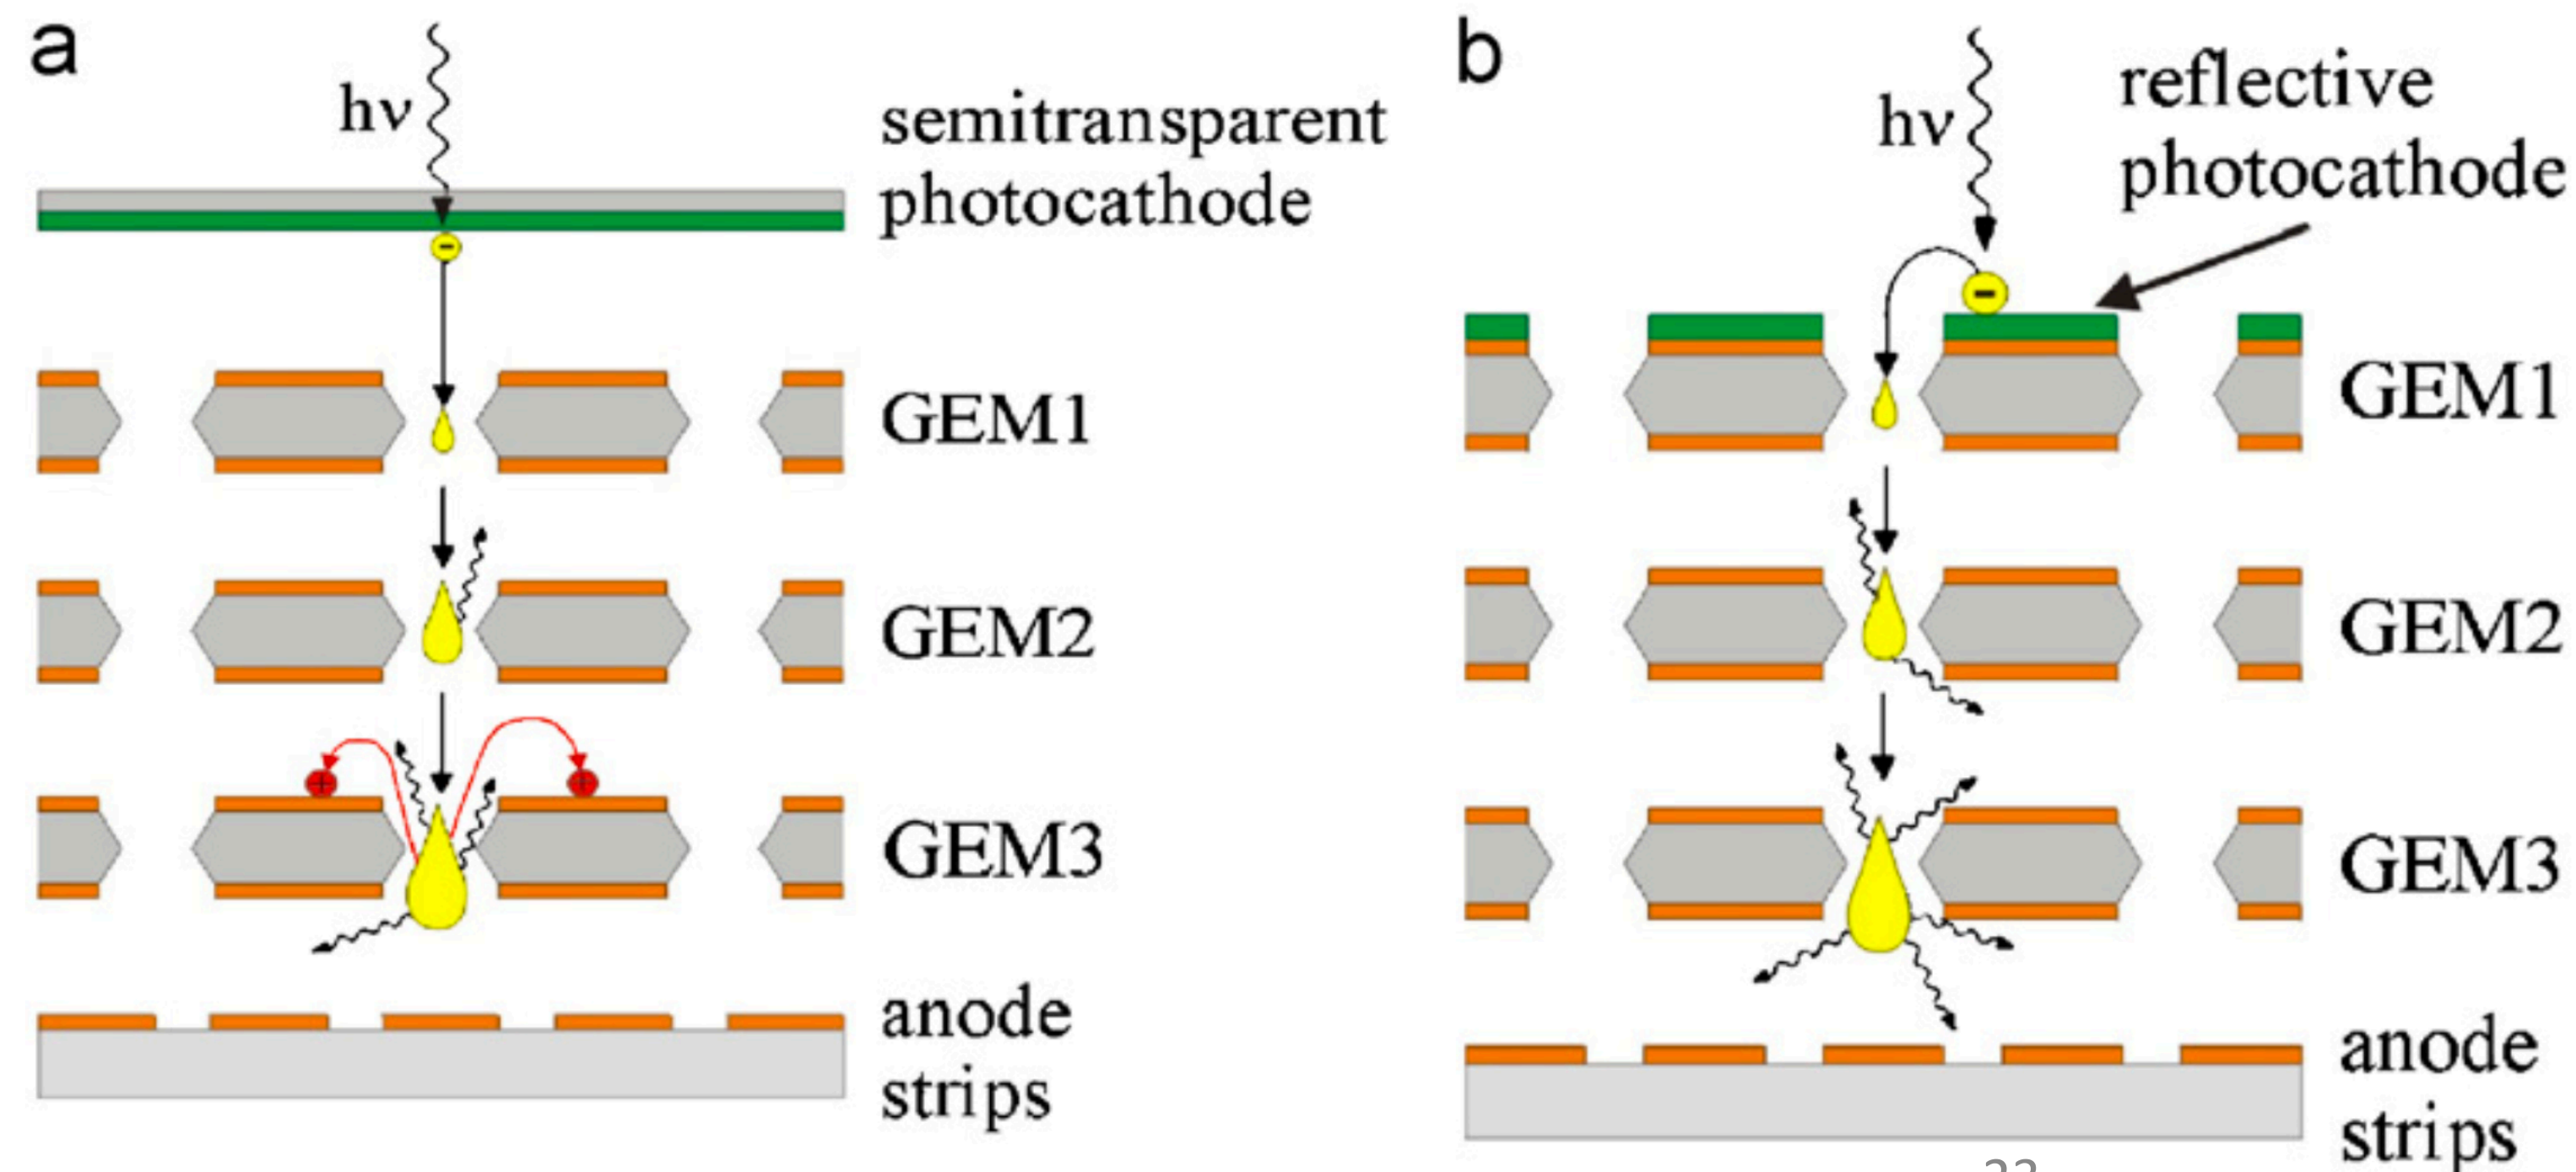 a
hν
semitransparent
photocathode
GEM1
GEM2
GEM3
anode
strips
b
hν
reflective
photocathode
GEM1
GEM2
GEM3
anode
strips